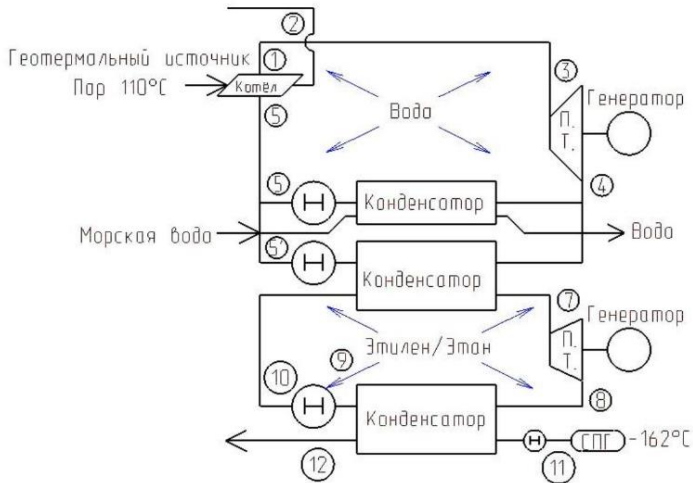 ②
Геотермальный источник
①
Пар 110°C
Котёл
⑤
③
Генератор
Вода
П.
Т.
⑤
Н
Конденсатор
④
Морская вода
Вода
⑤'
Н
Конденсатор
⑦
Генератор
Этилен/Этан
П.
Т.
⑨
⑩
Н
Конденсатор
⑧
Н
СПГ
-162°C
⑫
⑪